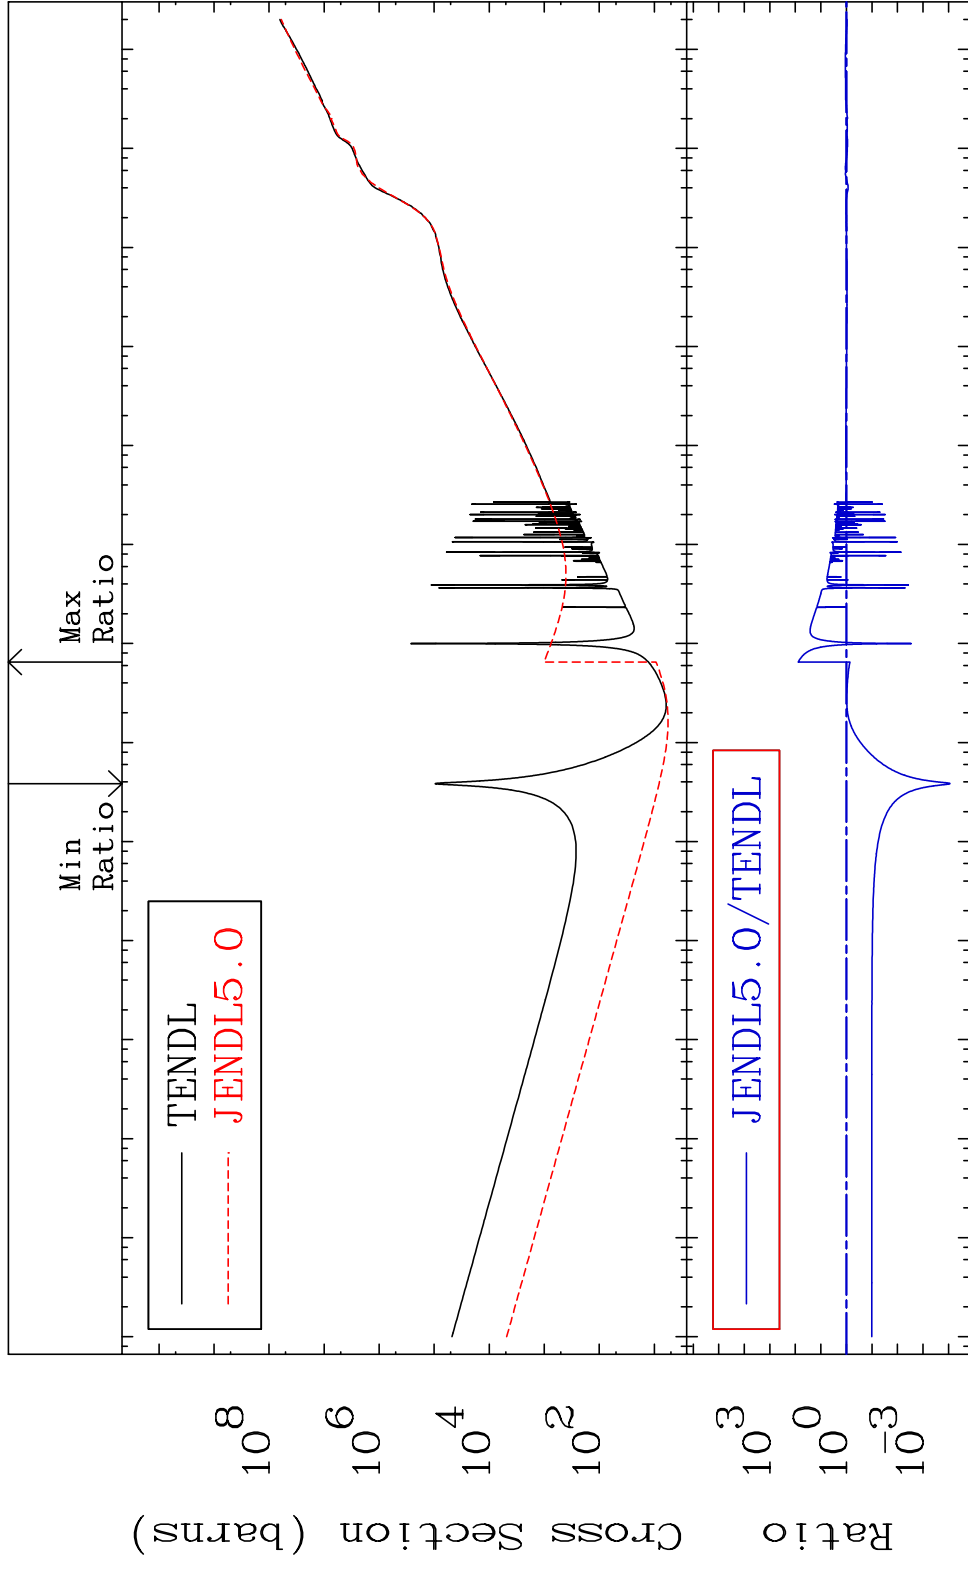 Min
Ratio
Max
Ratio
TENDL
JENDL5.0
10 8
10 6
10 4
10 2
Cross Section (barns)
JENDL5.0/TENDL
10 3
10 0
10 -3
Ratio